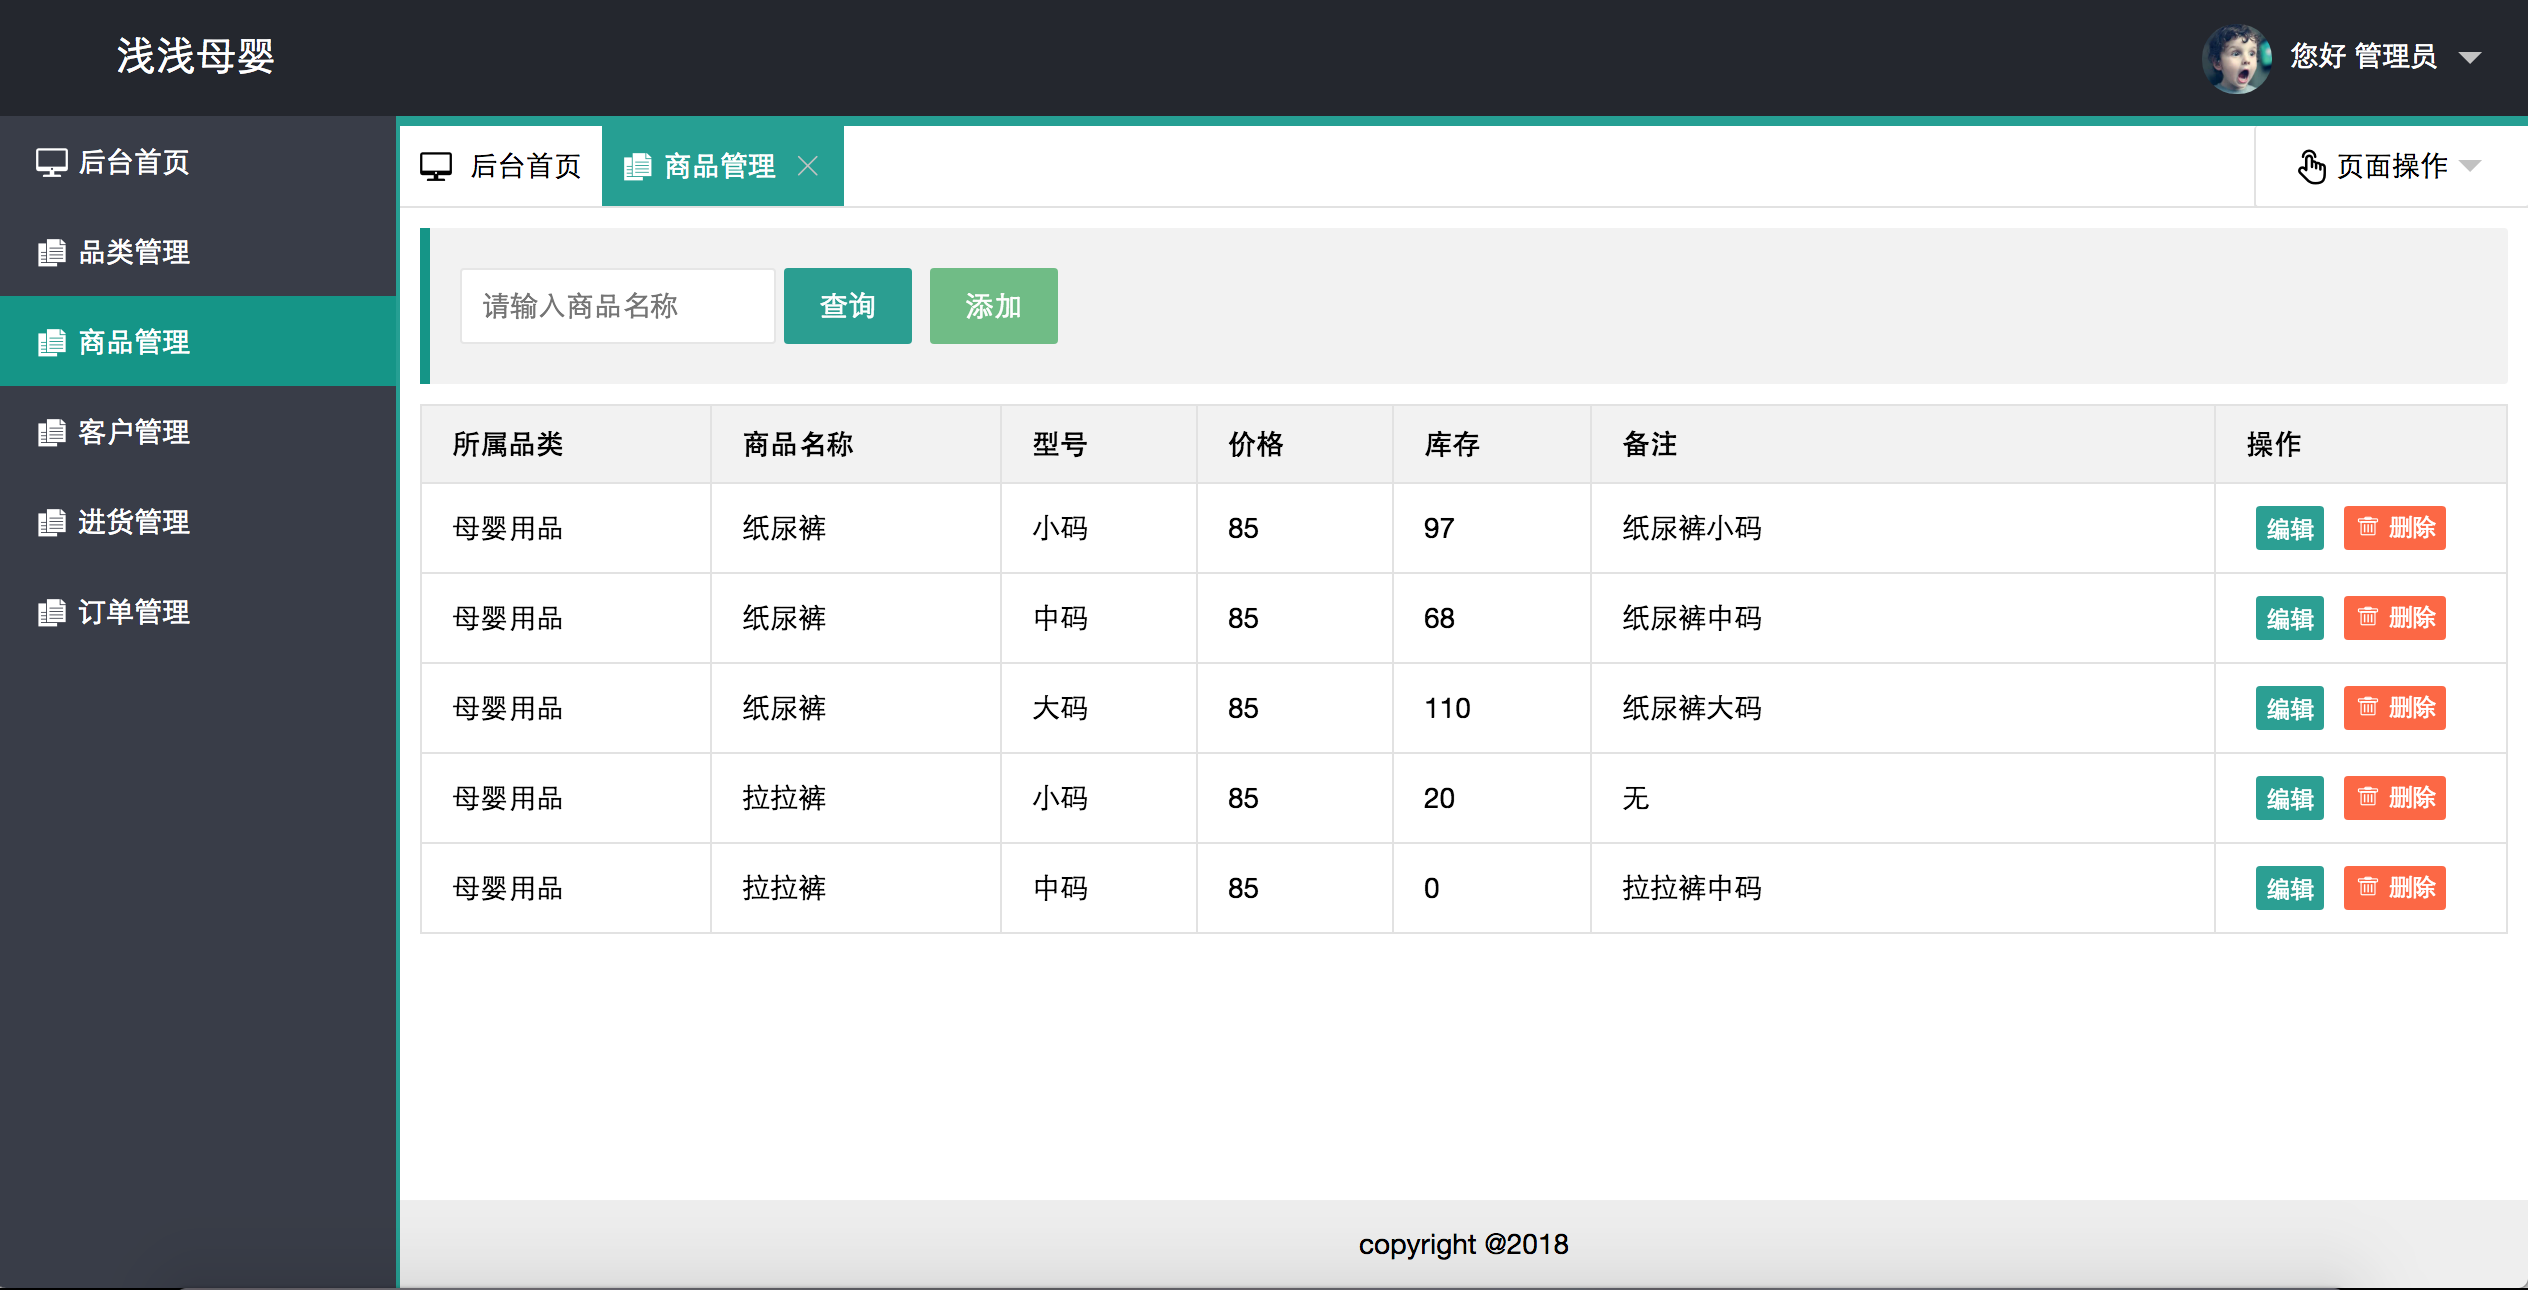 浅浅母婴
您好 管理员
后台首页
品类管理
商品管理
客户管理
进货管理
订单管理
后台首页 商品管理 页面操作
请输入商品名称 查询 添加
所属品类 商品名称 型号 价格 库存 备注 操作
母婴用品 纸尿裤 小码 85 97 纸尿裤小码 编辑 删除
母婴用品 纸尿裤 中码 85 68 纸尿裤中码 编辑 删除
母婴用品 纸尿裤 大码 85 110 纸尿裤大码 编辑 删除
母婴用品 拉拉裤 小码 85 20 无 编辑 删除
母婴用品 拉拉裤 中码 85 0 拉拉裤中码 编辑 删除
copyright @2018